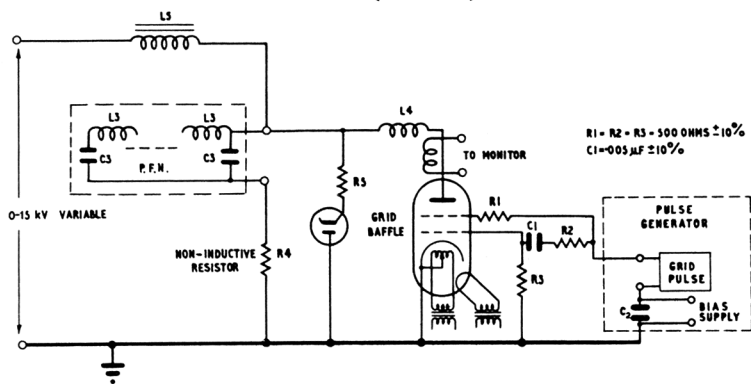 L5
L3
L3
C3
C3
P.F.N.
L4
TO MONITOR
R1 = R2 = R3 = 500 OHMS ±10%
C1=·005 μF ±10%
R5
0-15 kV VARIABLE
GRID
BAFFLE
R1
C1
R2
PULSE
GENERATOR
GRID
PULSE
NON-INDUCTIVE
RESISTOR
R4
R3
C2
BIAS
SUPPLY